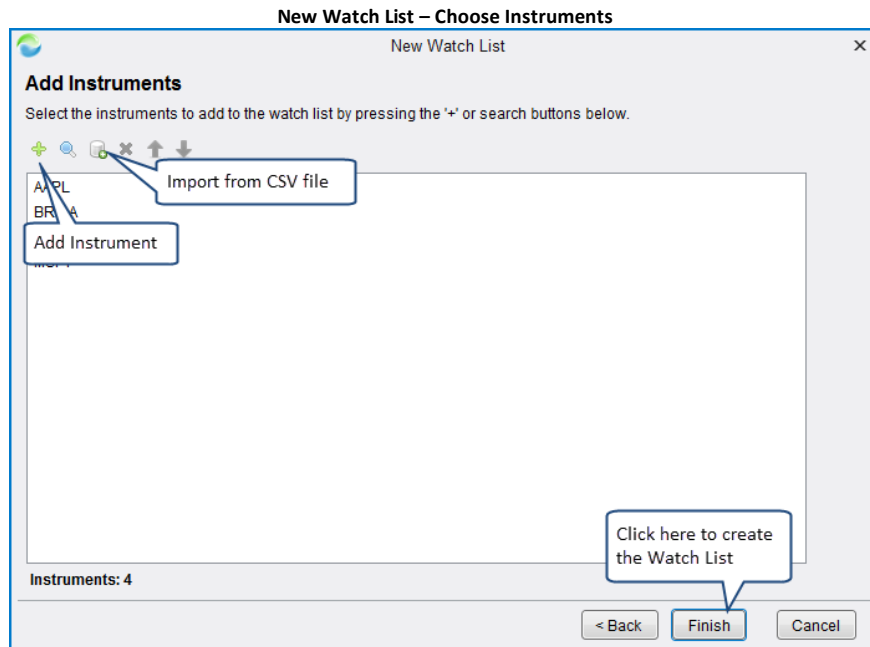 New Watch List – Choose Instruments
New Watch List
Add Instruments
Select the instruments to add to the watch list by pressing the '+' or search buttons below.
Import from CSV file
AAPL
Add Instrument
Click here to create
the Watch List
Instruments: 4
< Back
Finish
Cancel